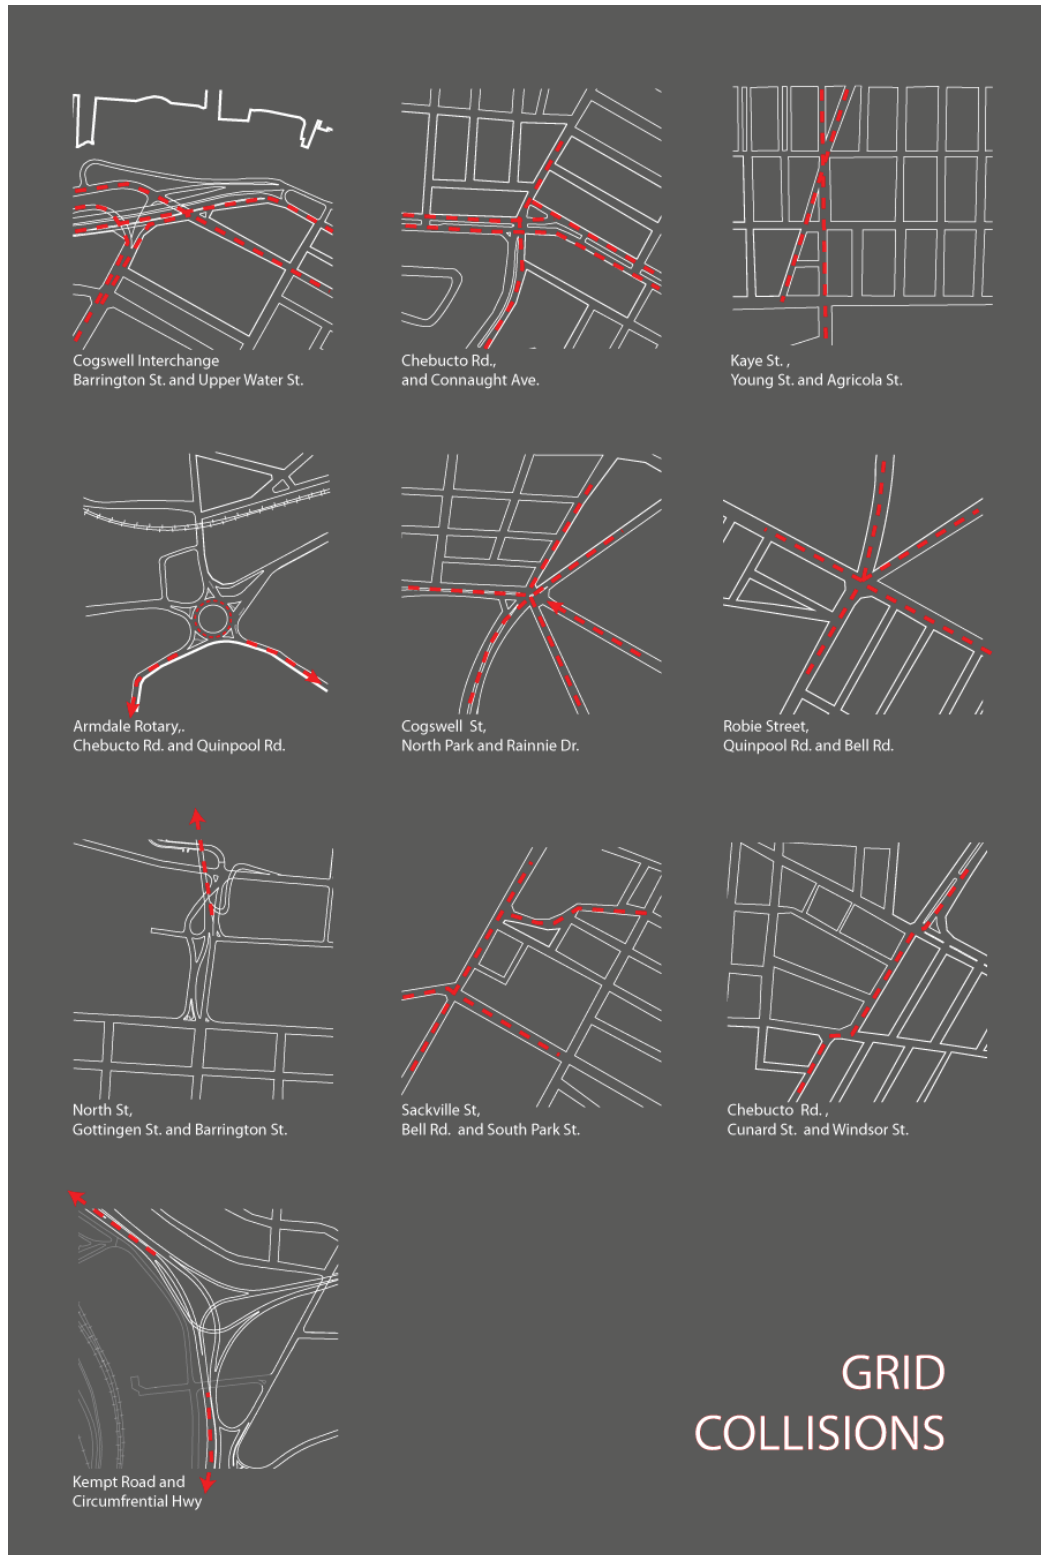 Cogswell Interchange
Barrington St. and Upper Water St.
Chebucto Rd.,
and Connaught Ave.
Kaye St. ,
Young St. and Agricola St.
Armdale Rotary,.
Chebucto Rd. and Quinpool Rd.
Cogswell St,
North Park and Rainnie Dr.
Robie Street,
Quinpool Rd. and Bell Rd.
North St,
Gottingen St. and Barrington St.
Sackville St,
Bell Rd. and South Park St.
Chebucto Rd. ,
Cunard St. and Windsor St.
Kempt Road and
Circumfrential Hwy
GRID
COLLISIONS